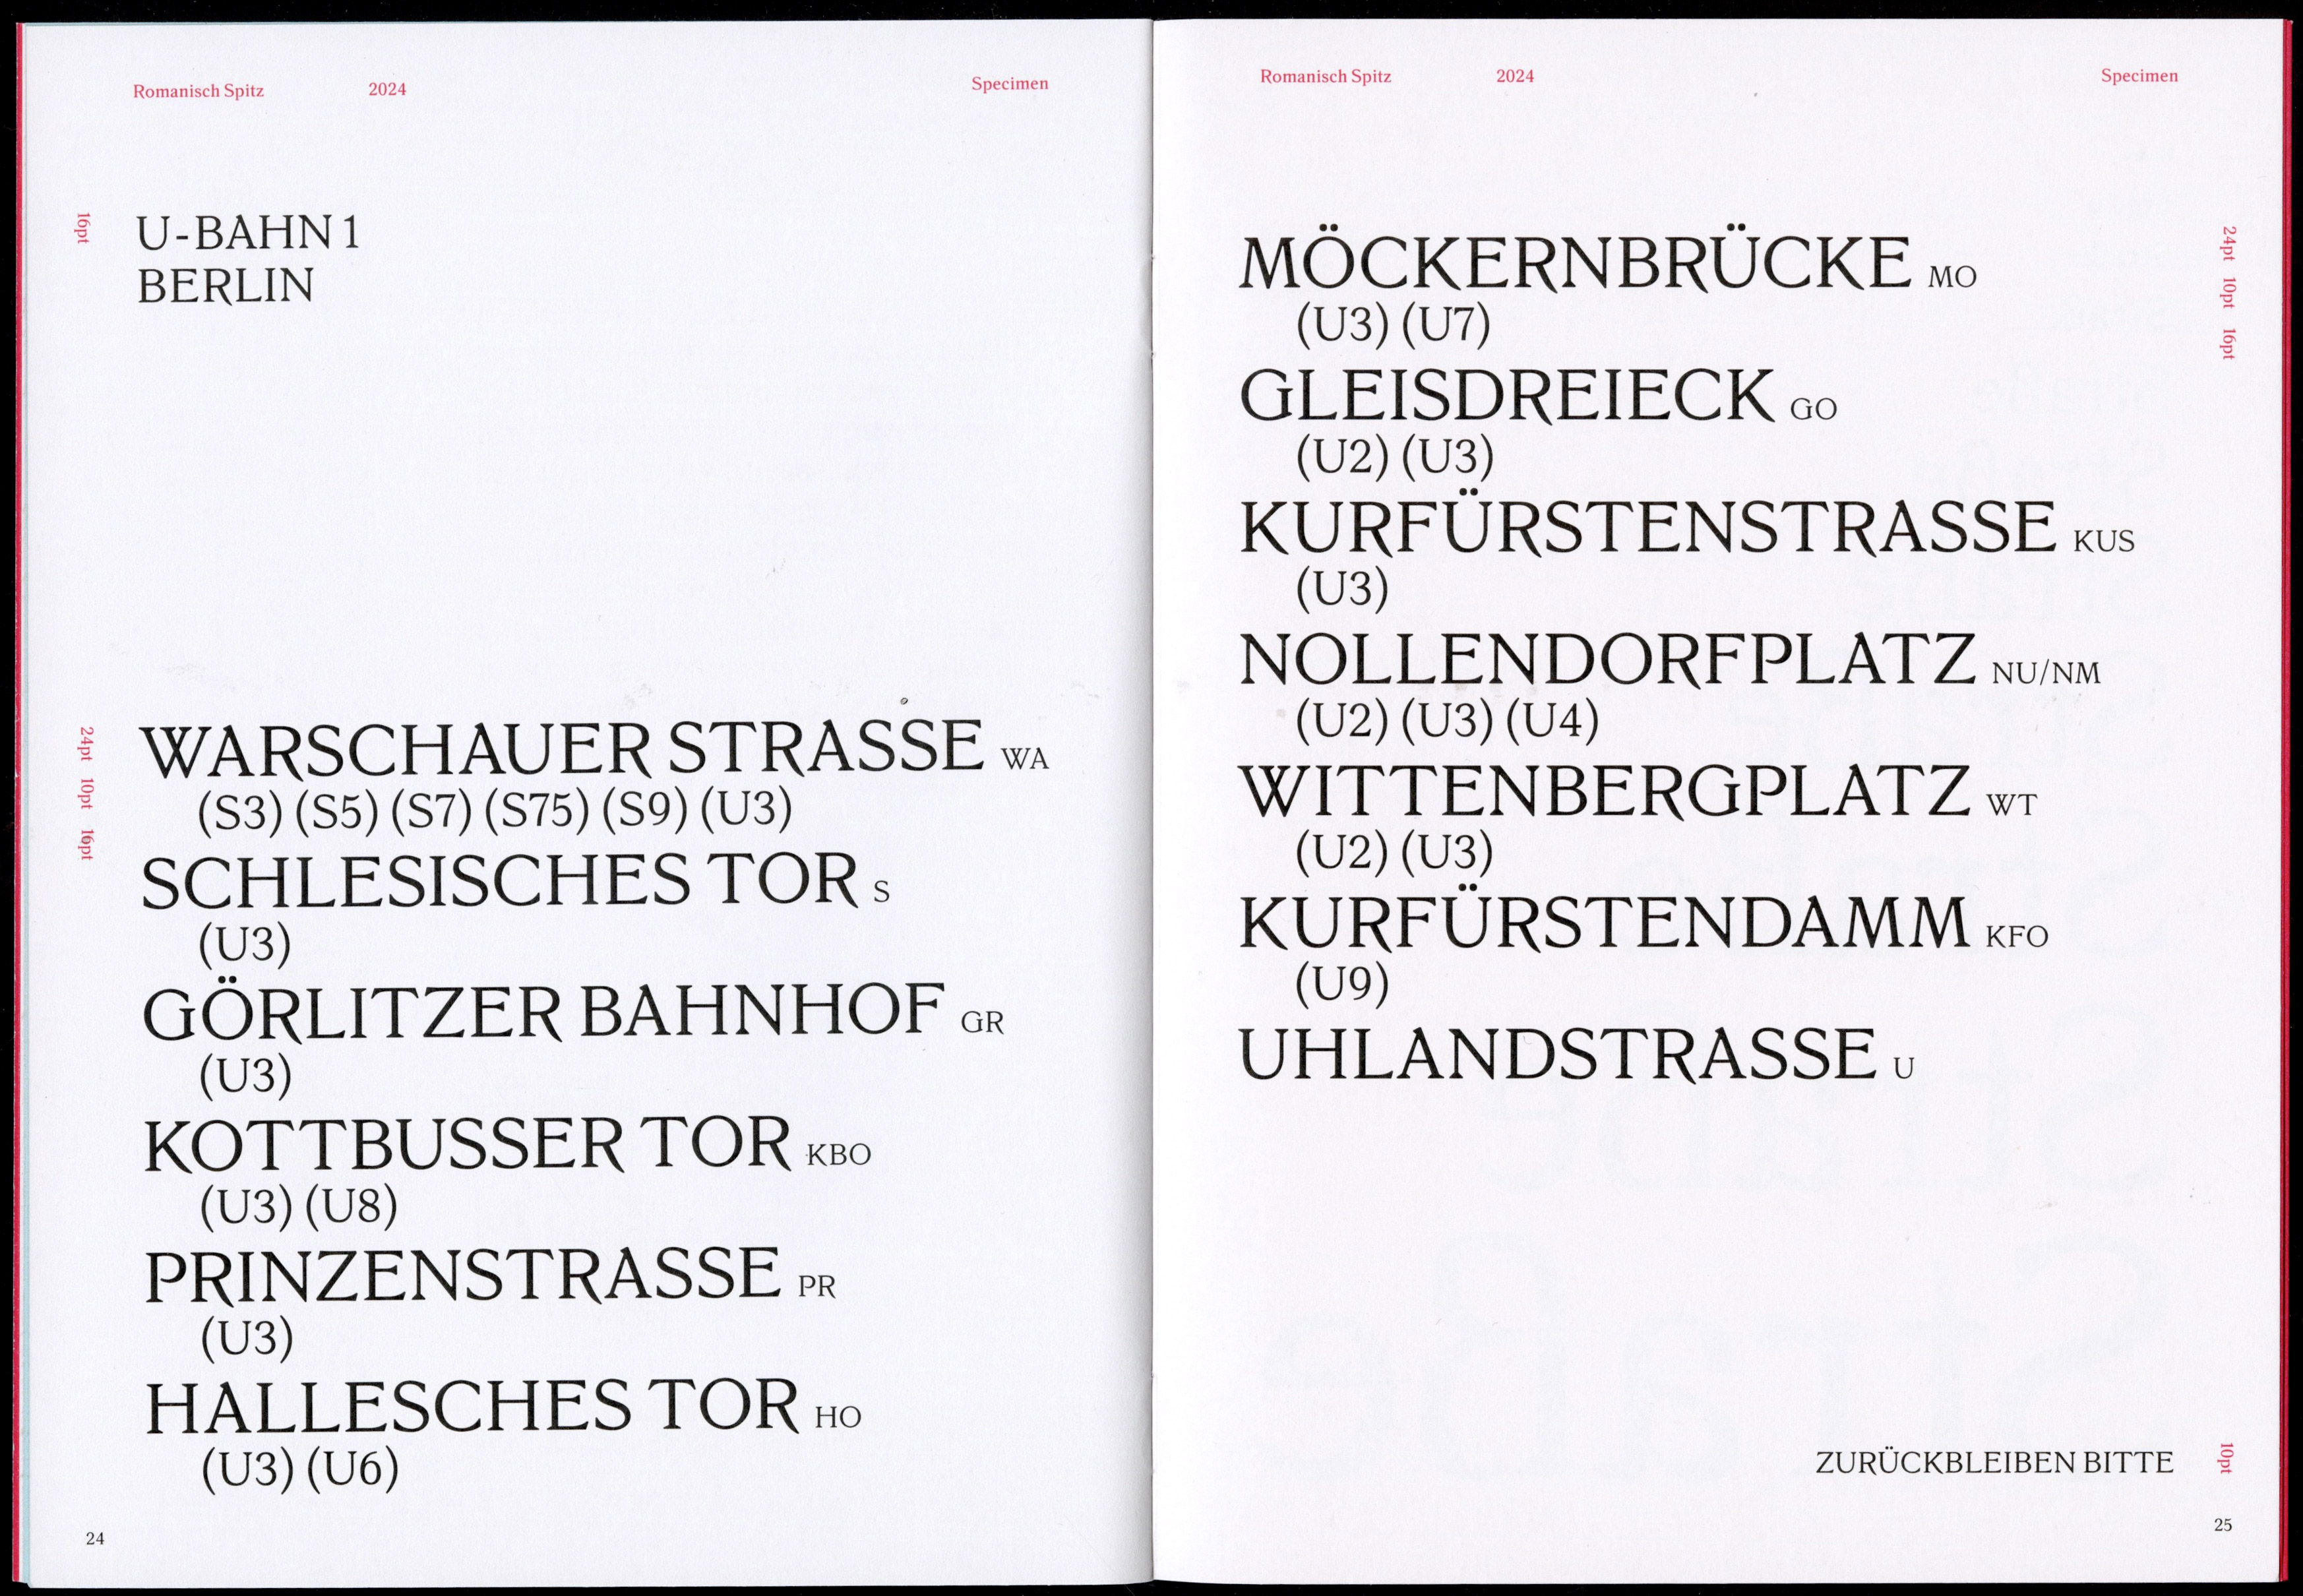 Romanisch Spitz 2024 Specimen
16pt
U-BAHN 1
BERLIN
24pt 10pt 16pt
WARSCHAUER STRASSE WA
(S3) (S5) (S7) (S75) (S9) (U3)
SCHLESISCHES TOR S
(U3)
GÖRLITZER BAHNHOF GR
(U3)
KOTTBUSSER TOR KBO
(U3) (U8)
PRINZENSTRASSE PR
(U3)
HALLESCHES TOR HO
(U3) (U6)
24
Romanisch Spitz 2024 Specimen
24pt 10pt 16pt
MÖCKERNBRÜCKE MO
(U3) (U7)
GLEISDREIECK GO
(U2) (U3)
KURFÜRSTENSTRASSE KUS
(U3)
NOLLENDORFPLATZ NU/NM
(U2) (U3) (U4)
WITTENBERGPLATZ WT
(U2) (U3)
KURFÜRSTENDAMM KFO
(U9)
UHLANDSTRASSE U
ZURÜCKBLEIBEN BITTE
10pt
25